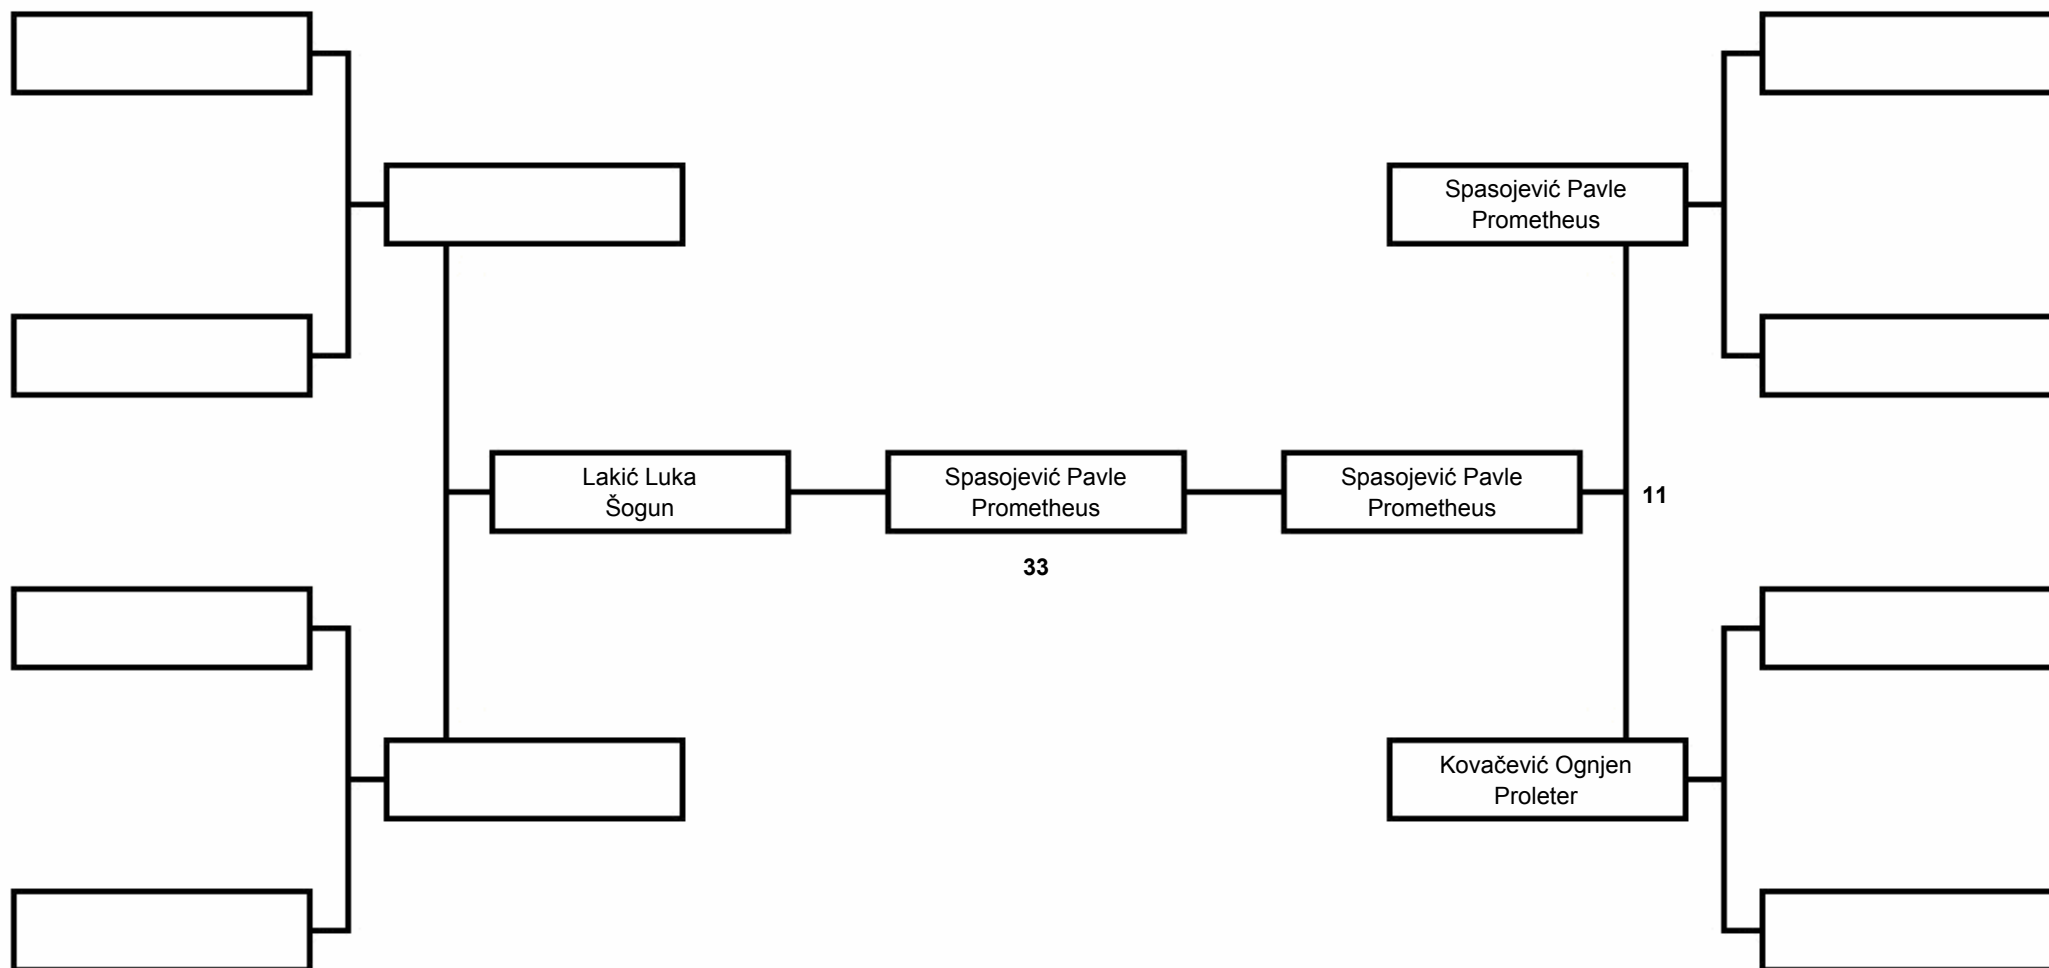 Spasojević Pavle
Prometheus
Lakić Luka
Šogun
Spasojević Pavle
Prometheus
33
Spasojević Pavle
Prometheus
11
Kovačević Ognjen
Proleter